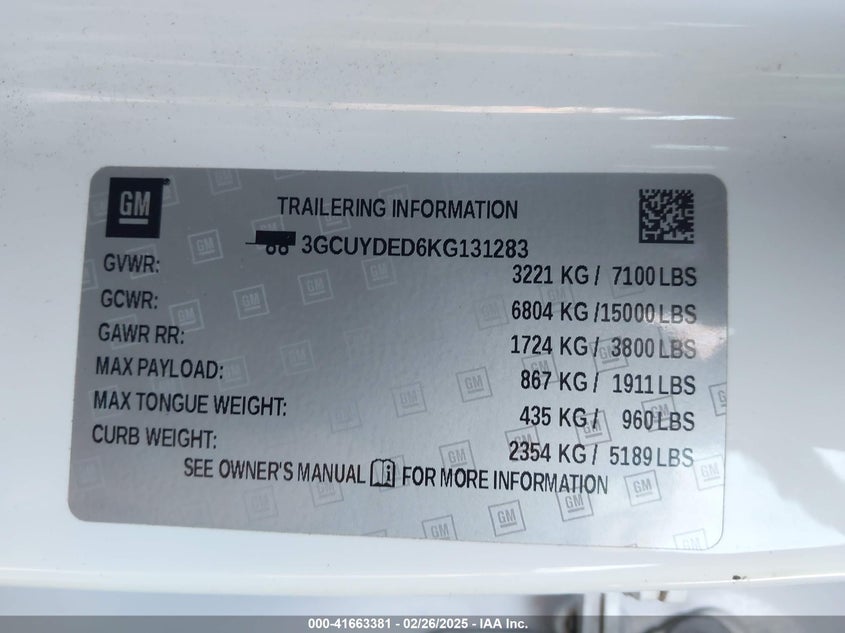 GM
TRAILERING INFORMATION
3GCUYDED6KG131283
GVWR: 3221 KG / 7100 LBS
GCWR: 6804 KG /15000 LBS
GAWR RR: 1724 KG / 3800 LBS
MAX PAYLOAD: 867 KG / 1911 LBS
MAX TONGUE WEIGHT: 435 KG / 960 LBS
CURB WEIGHT: 2354 KG / 5189 LBS
SEE OWNER'S MANUAL FOR MORE INFORMATION
000-41663381 - 02/26/2025 - IAA Inc.